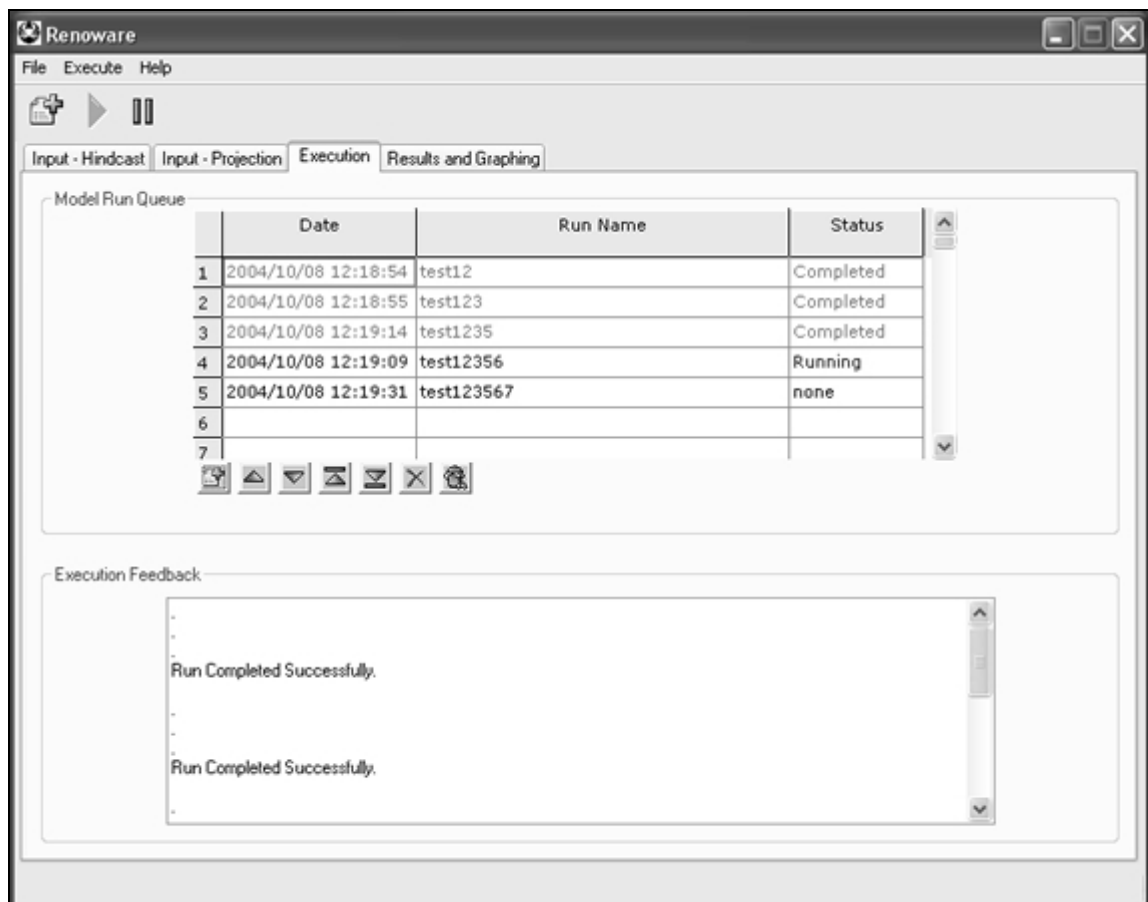 Renoware
File Execute Help
Input - Hindcast Input - Projection Execution Results and Graphing
Model Run Queue
Date Run Name Status
1 2004/10/08 12:18:54 test12 Completed
2 2004/10/08 12:18:55 test123 Completed
3 2004/10/08 12:19:14 test1235 Completed
4 2004/10/08 12:19:09 test12356 Running
5 2004/10/08 12:19:31 test123567 none
6
7
Execution Feedback
.
.
.
Run Completed Successfully.
.
.
.
Run Completed Successfully.
.